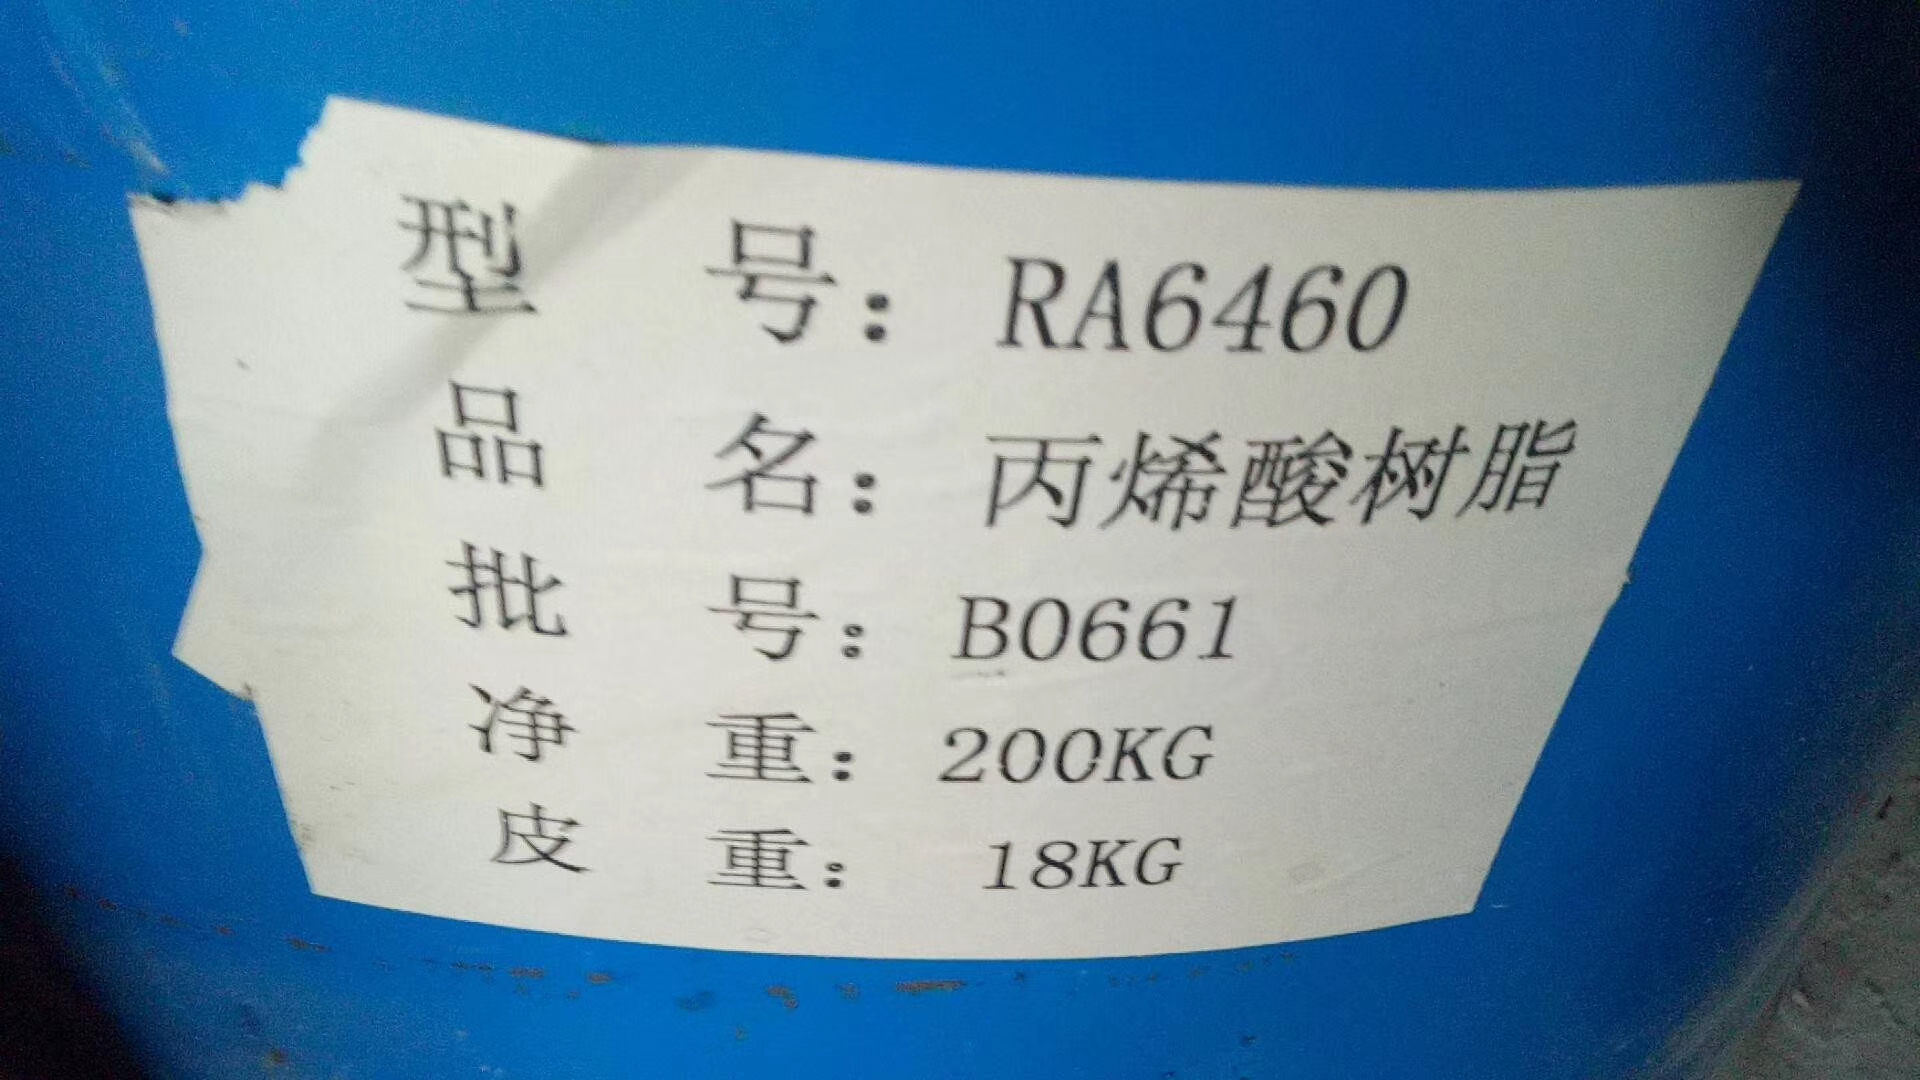 型 号：RA6460
品 名：丙烯酸树脂
批 号：B0661
净 重：200KG
皮 重：18KG